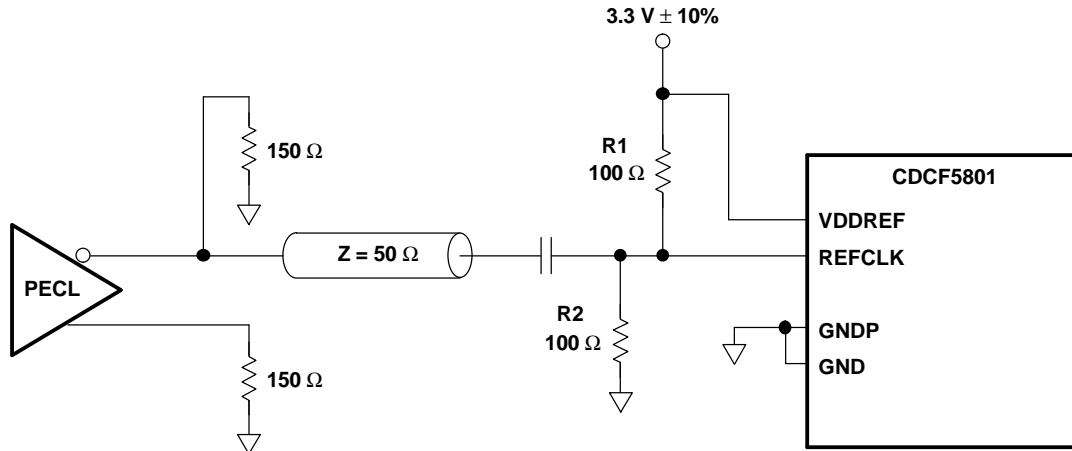 3.3 V ± 10%
150 Ω
R1
100 Ω
CDCF5801
VDDREF
Z = 50 Ω
REFCLK
PECL
R2
100 Ω
GNDP
GND
150 Ω